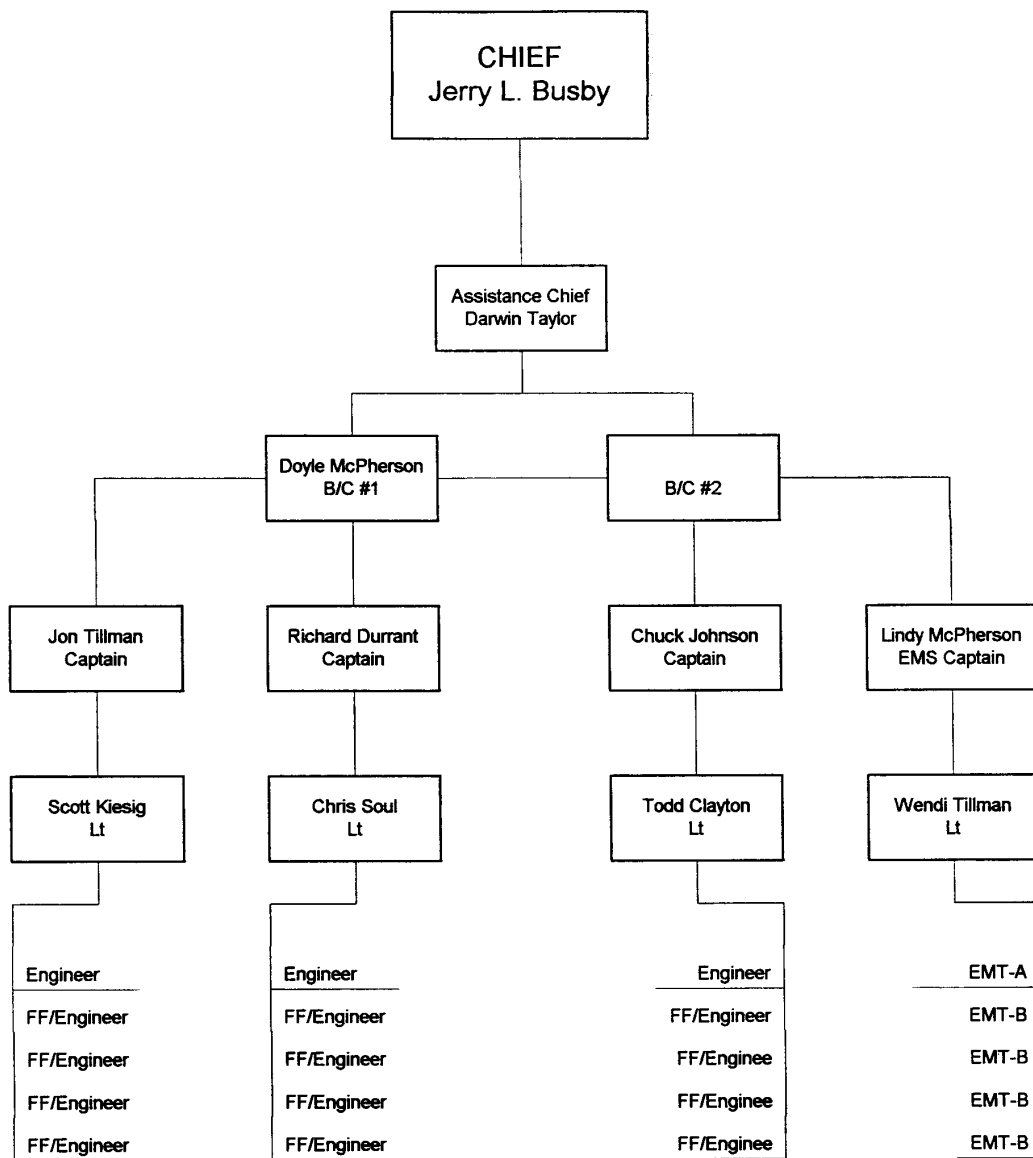 CHIEF
Jerry L. Busby
Assistance Chief
Darwin Taylor
Doyle McPherson
B/C #1
B/C #2
Jon Tillman
Captain
Richard Durrant
Captain
Chuck Johnson
Captain
Lindy McPherson
EMS Captain
Scott Kiesig
Lt
Chris Soul
Lt
Todd Clayton
Lt
Wendi Tillman
Lt
Engineer
FF/Engineer
FF/Engineer
FF/Engineer
FF/Engineer
Engineer
FF/Engineer
FF/Engineer
FF/Engineer
FF/Engineer
Engineer
FF/Engineer
FF/Enginee
FF/Enginee
FF/Enginee
EMT-A
EMT-B
EMT-B
EMT-B
EMT-B